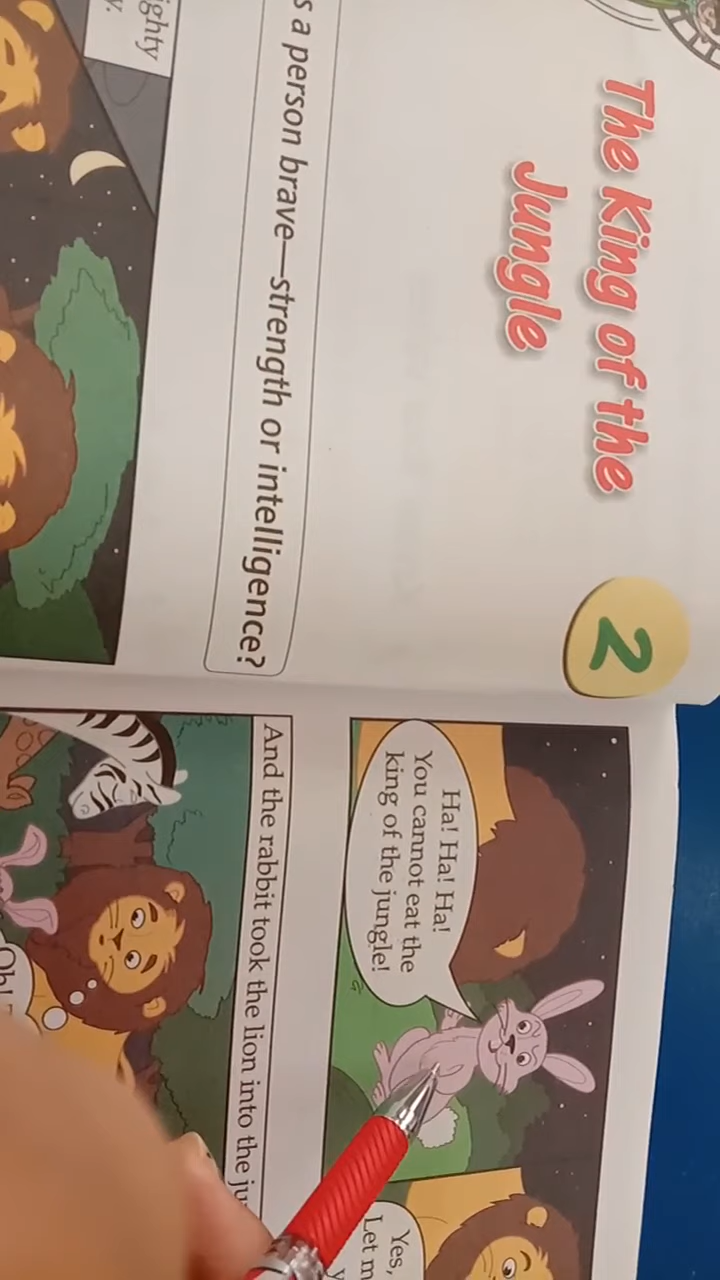 The King of the
Jungle
2
a person brave—strength or intelligence?
Ha! Ha! Ha!
You cannot eat the
king of the jungle!
And the rabbit took the lion into the
Yes,
Let
Oh!